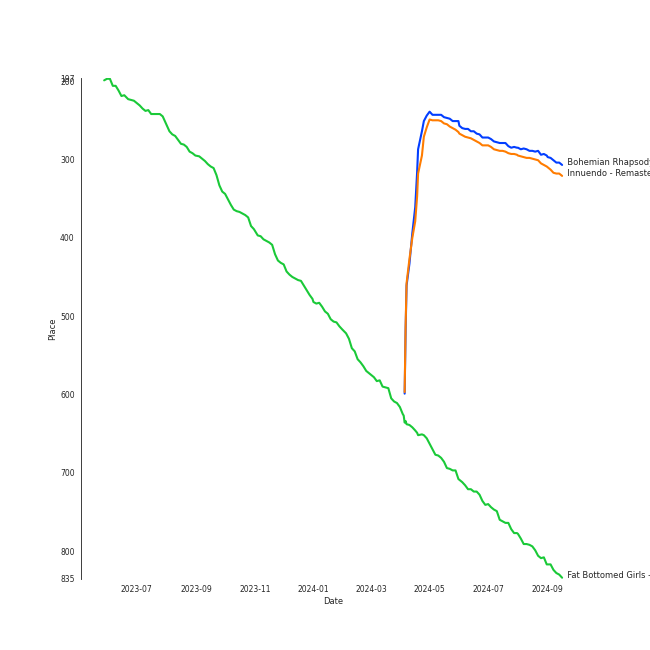 197
200
300
400
500
600
700
800
835
Place
2023-07 2023-09 2023-11 2024-01 2024-03 2024-05 2024-07 2024-09
Date
Bohemian Rhapsody
Innuendo - Remaste
Fat Bottomed Girls -